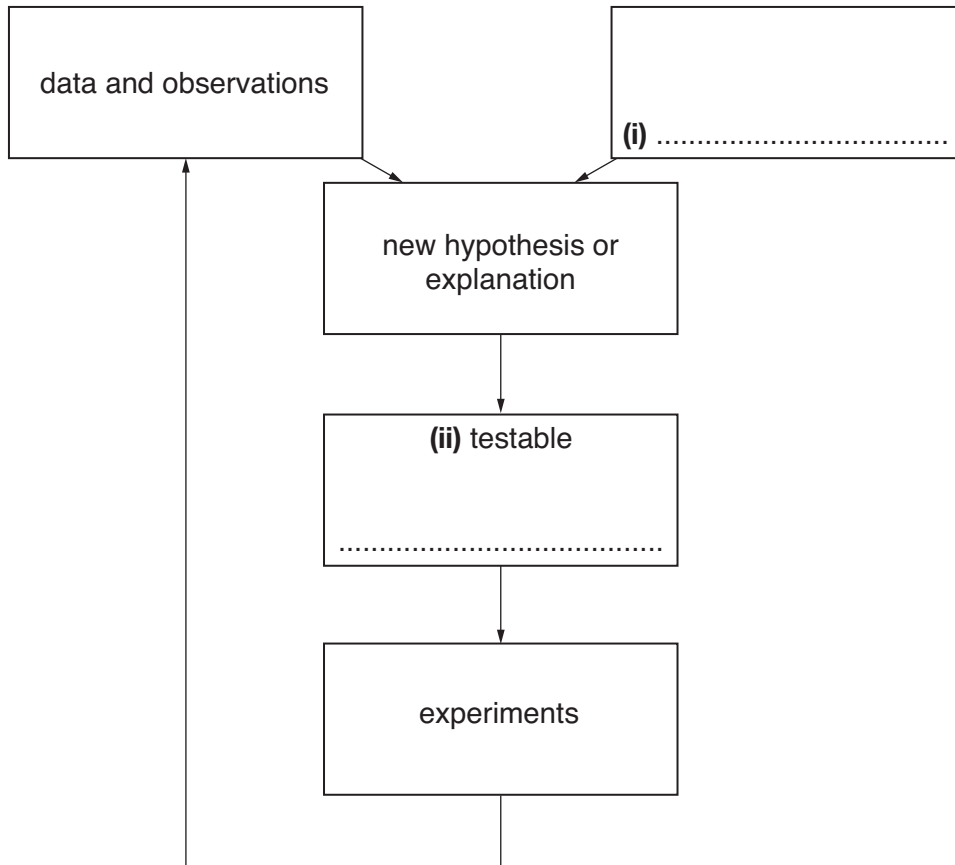 data and observations
(i) ...................................
new hypothesis or
explanation
(ii) testable
.......................................
experiments